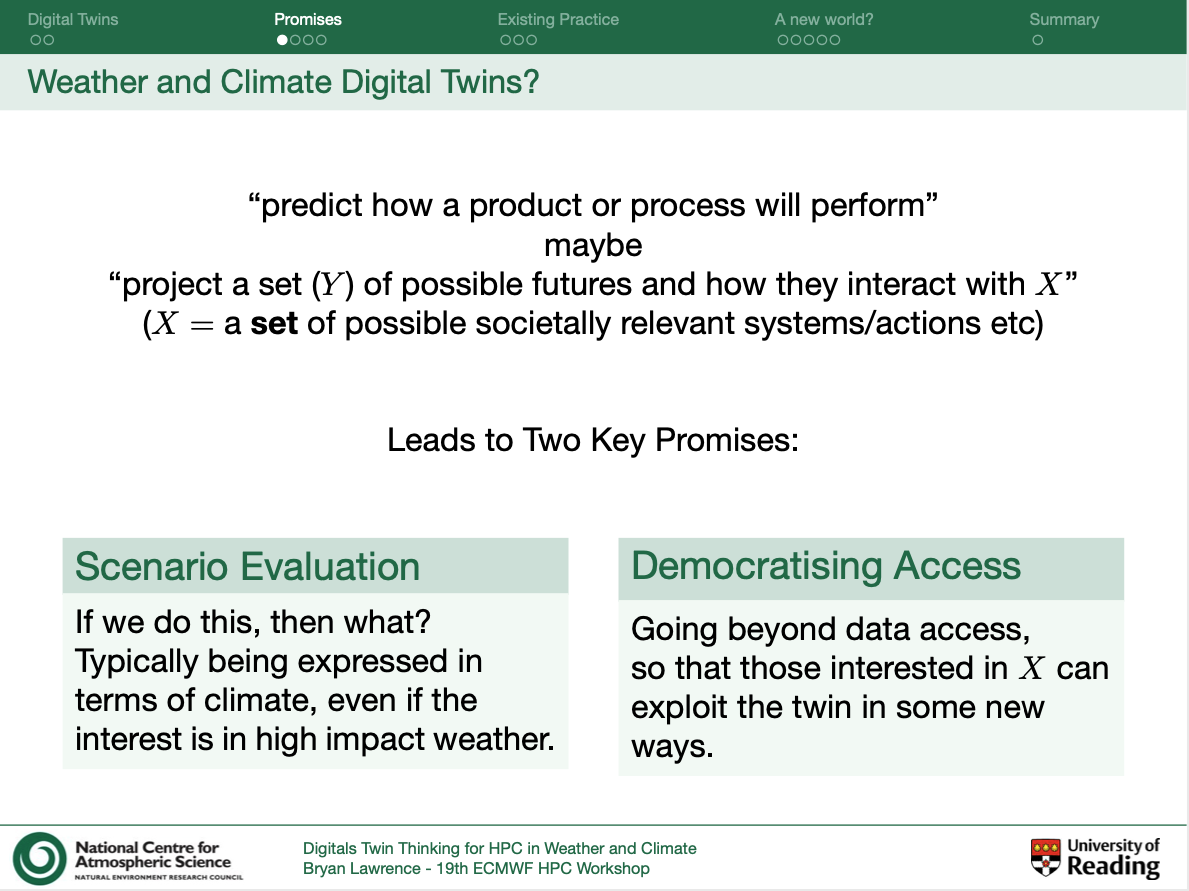 Digital Twins
Promises
Existing Practice
A new world?
Summary
Weather and Climate Digital Twins?
“predict how a product or process will perform”
maybe
“project a set (Y) of possible futures and how they interact with X”
(X = a set of possible societally relevant systems/actions etc)
Leads to Two Key Promises:
Scenario Evaluation
If we do this, then what?
Typically being expressed in
terms of climate, even if the
interest is in high impact weather.
Democratising Access
Going beyond data access,
so that those interested in X can
exploit the twin in some new
ways.
National Centre for
Atmospheric Science
NATURAL ENVIRONMENT RESEARCH COUNCIL
Digitals Twin Thinking for HPC in Weather and Climate
Bryan Lawrence - 19th ECMWF HPC Workshop
University of
Reading